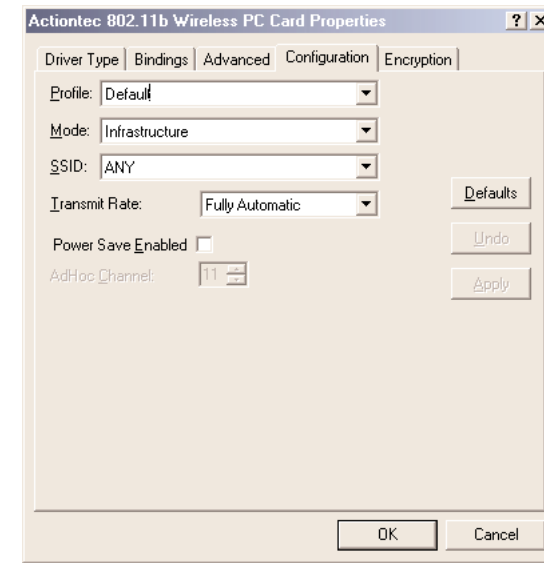 Actiontec 802.11b Wireless PC Card Properties ? X
Driver Type Bindings Advanced Configuration Encryption
Profile: Default
Mode: Infrastructure
SSID: ANY
Transmit Rate: Fully Automatic
Defaults
Power Save Enabled
Undo
AdHoc Channel: 11
Apply
OK Cancel